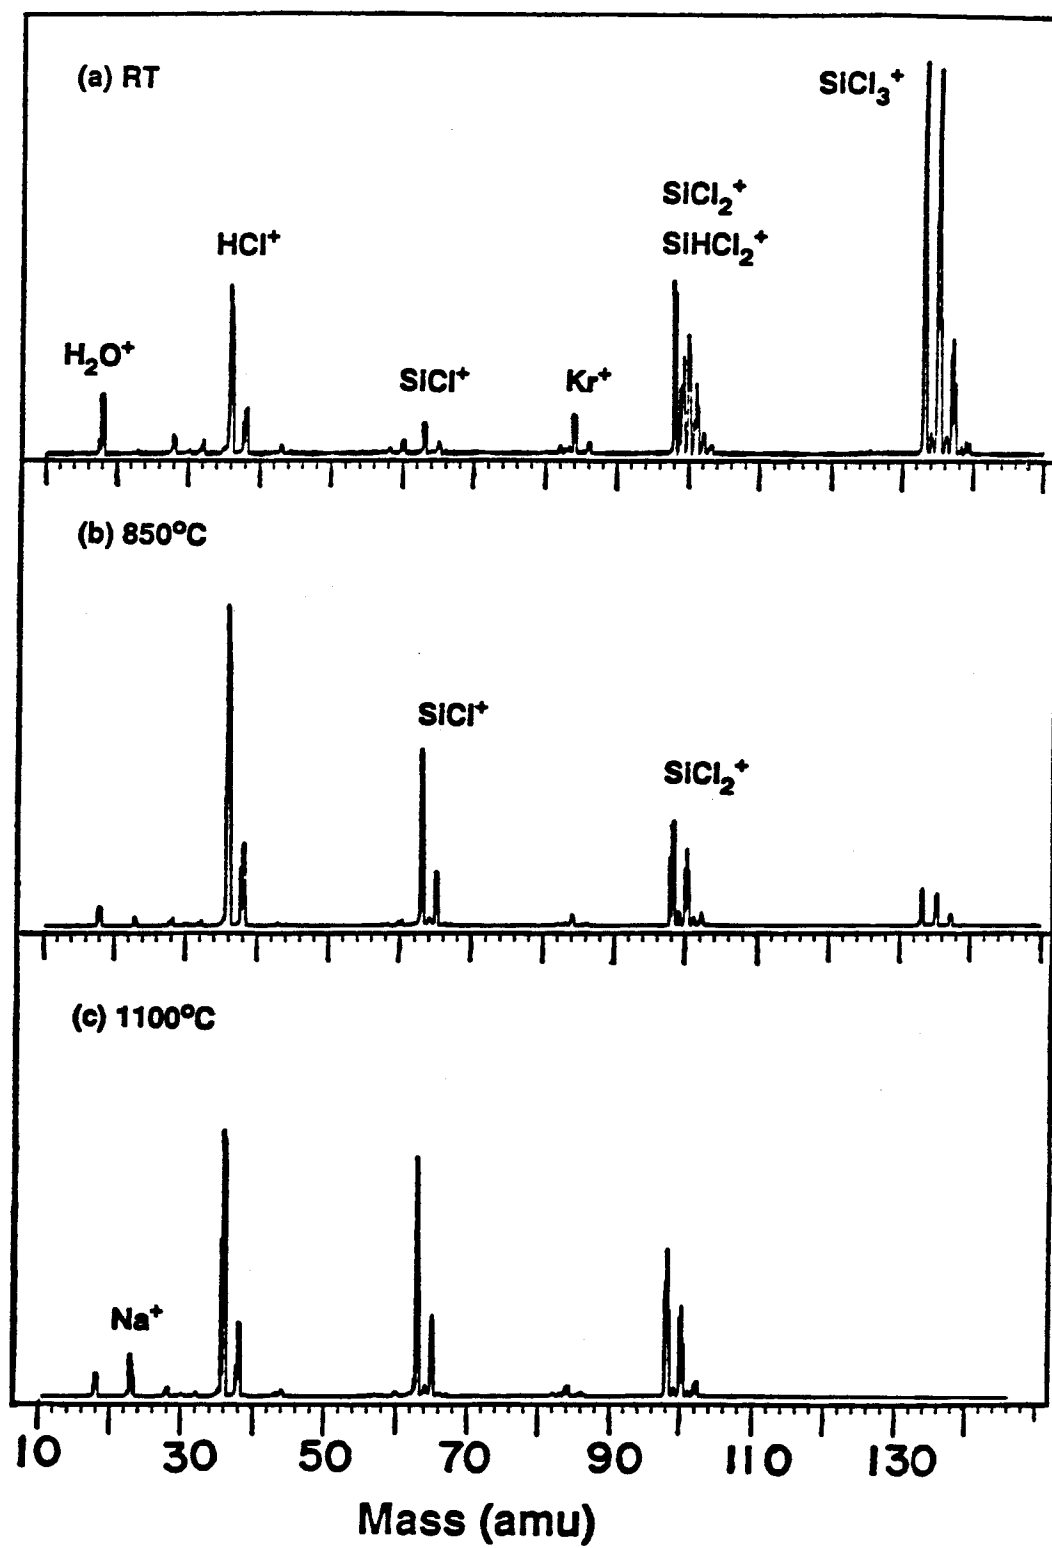 (a) RT
SiCl₃⁺
SiCl₂⁺
HCl⁺
SiHCl₂⁺
H₂O⁺
SiCl⁺
Kr⁺
(b) 850°C
SiCl⁺
SiCl₂⁺
(c) 1100°C
Na⁺
10 30 50 70 90 110 130
Mass (amu)